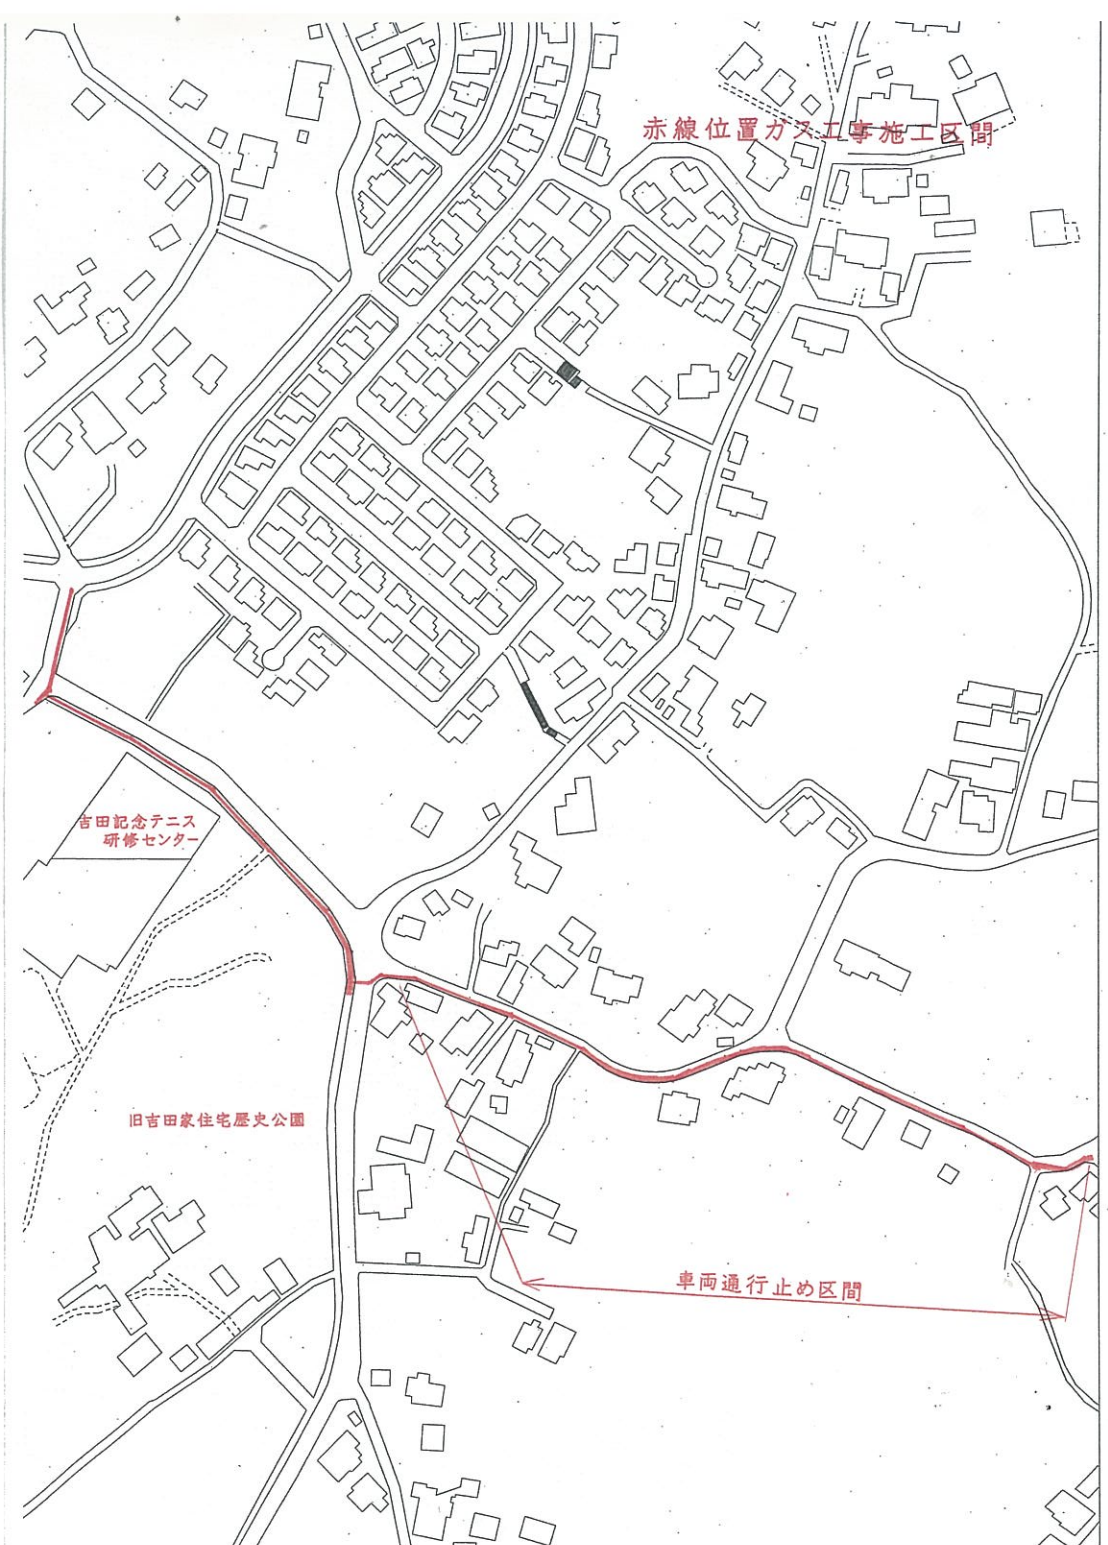 赤線位置ガス工事施工区間
吉田記念テニス
研修センター
旧吉田家住宅歴史公園
車両通行止め区間